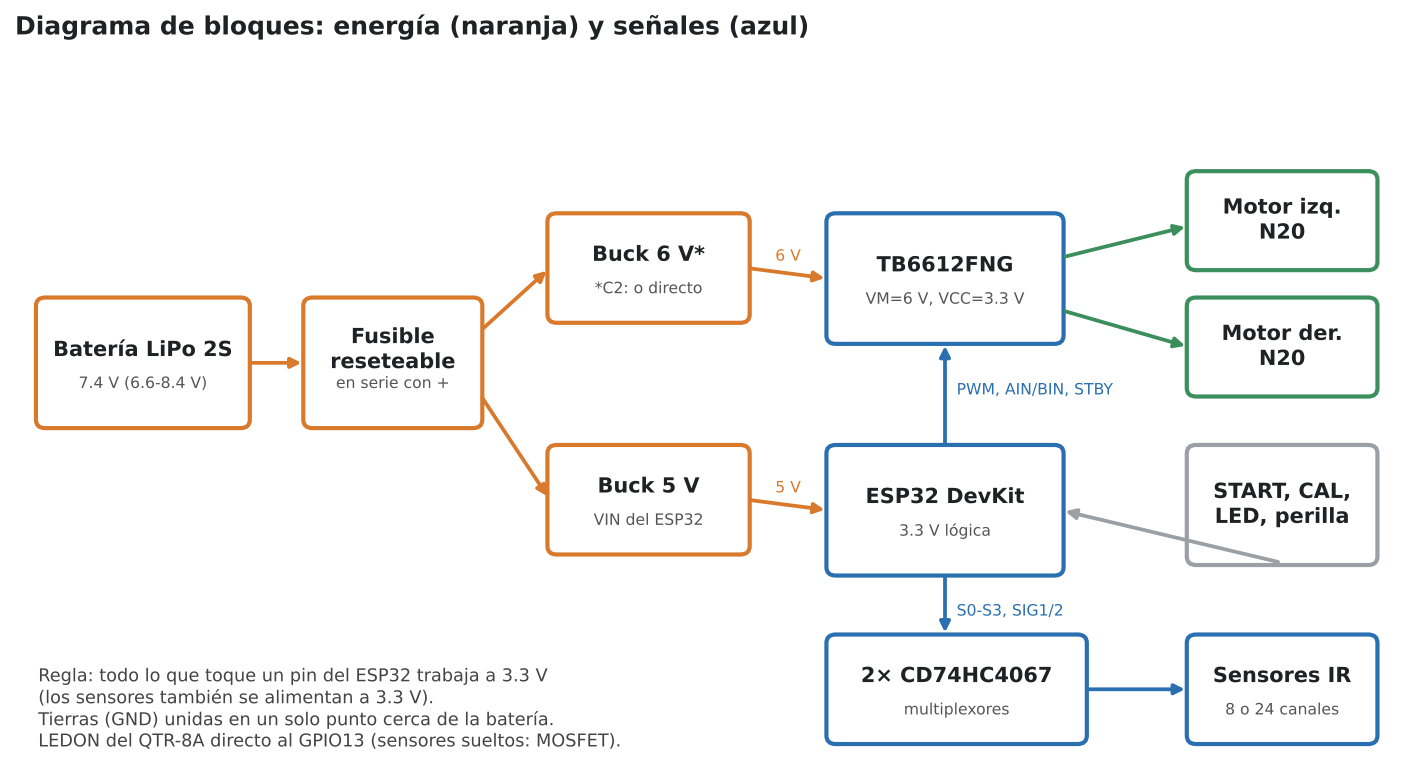 Diagrama de bloques: energía (naranja) y señales (azul)
Batería LiPo 2S
7.4 V (6.6-8.4 V)
Fusible
reseteable
en serie con +
Buck 6 V*
*C2: o directo
6 V
TB6612FNG
VM=6 V, VCC=3.3 V
Motor izq.
N20
Motor der.
N20
PWM, AIN/BIN, STBY
Buck 5 V
VIN del ESP32
5 V
ESP32 DevKit
3.3 V lógica
START, CAL,
LED, perilla
S0-S3, SIG1/2
2× CD74HC4067
multiplexores
Sensores IR
8 o 24 canales
Regla: todo lo que toque un pin del ESP32 trabaja a 3.3 V
(los sensores también se alimentan a 3.3 V).
Tierras (GND) unidas en un solo punto cerca de la batería.
LEDON del QTR-8A directo al GPIO13 (sensores sueltos: MOSFET).